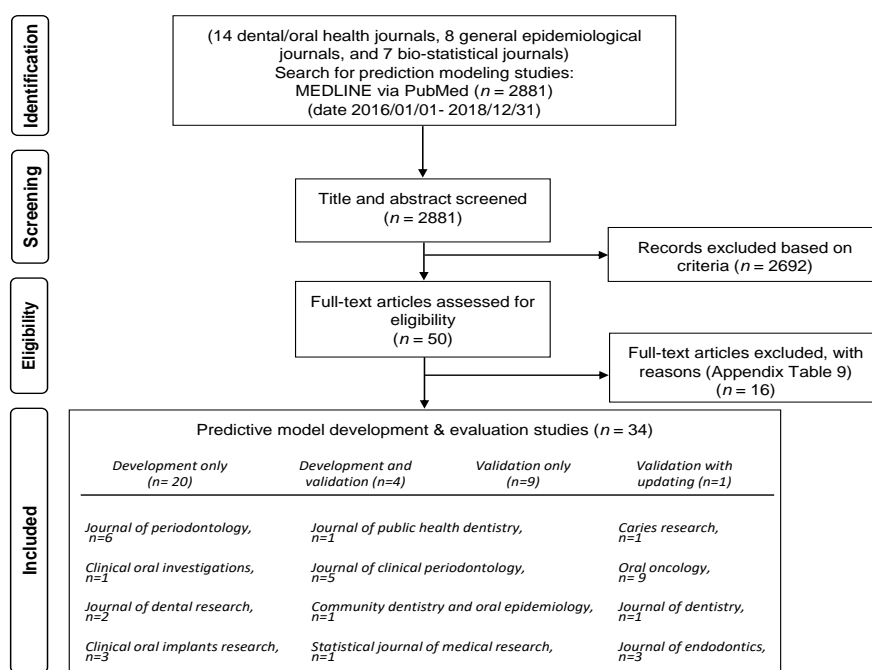 Identification
(14 dental/oral health journals, 8 general epidemiological
journals, and 7 bio-statistical journals)
Search for prediction modeling studies:
MEDLINE via PubMed (n = 2881)
(date 2016/01/01- 2018/12/31)
Screening
Title and abstract screened
(n = 2881)
Records excluded based on
criteria (n = 2692)
Eligibility
Full-text articles assessed for
eligibility
(n = 50)
Full-text articles excluded, with
reasons (Appendix Table 9)
(n = 16)
Included
Predictive model development & evaluation studies (n = 34)
Development only
(n= 20)
Development and
validation (n=4)
Validation only
(n=9)
Validation with
updating (n=1)
Journal of periodontology,
n=6
Journal of public health dentistry,
n=1
Caries research,
n=1
Clinical oral investigations,
n=1
Journal of clinical periodontology,
n=5
Oral oncology,
n= 9
Journal of dental research,
n=2
Community dentistry and oral epidemiology,
n=1
Journal of dentistry,
n=1
Clinical oral implants research,
n=3
Statistical journal of medical research,
n=1
Journal of endodontics,
n=3